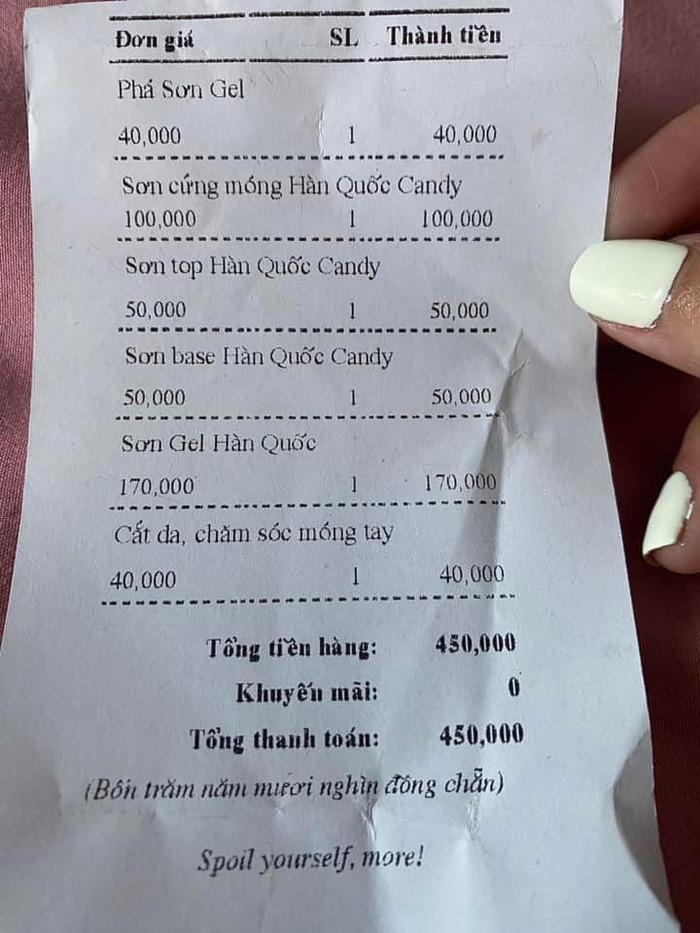 Đơn giá SL Thành tiền
Phá Sơn Gel
40,000 1 40,000
Sơn cứng móng Hàn Quốc Candy
100,000 1 100,000
Sơn top Hàn Quốc Candy
50,000 1 50,000
Sơn base Hàn Quốc Candy
50,000 1 50,000
Sơn Gel Hàn Quốc
170,000 1 170,000
Cắt da, chăm sóc móng tay
40,000 1 40,000
Tổng tiền hàng: 450,000
Khuyến mãi: 0
Tổng thanh toán: 450,000
(Bốn trăm năm mươi nghìn đồng chẵn)
Spoil yourself, more!